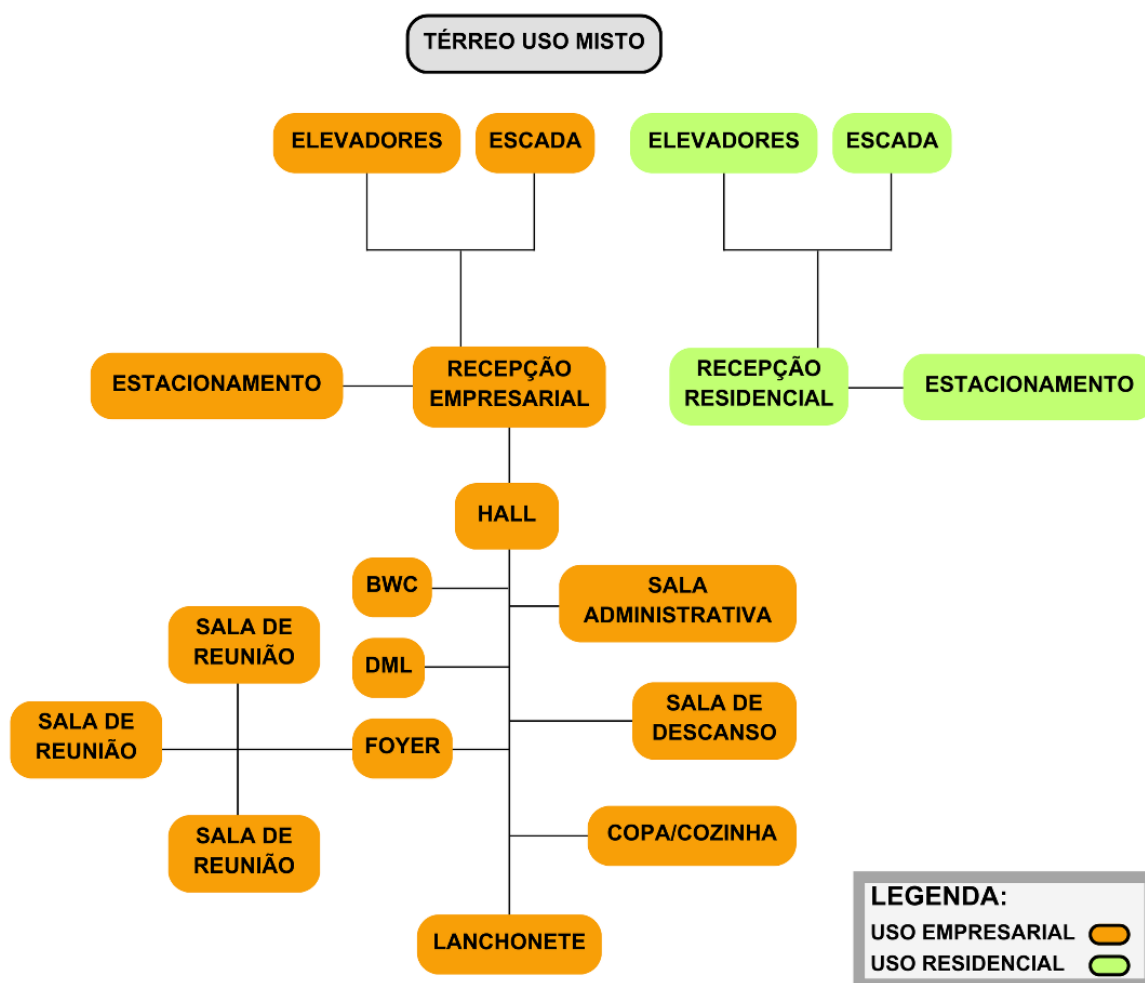 TÉRREO USO MISTO
ELEVADORES
ESCADA
ELEVADORES
ESCADA
ESTACIONAMENTO
RECEPÇÃO
EMPRESARIAL
RECEPÇÃO
RESIDENCIAL
ESTACIONAMENTO
HALL
BWC
SALA
ADMINISTRATIVA
SALA DE
REUNIÃO
DML
SALA DE
DESCANSO
SALA DE
REUNIÃO
FOYER
SALA DE
REUNIÃO
COPA/COZINHA
LANCHONETE
LEGENDA:
USO EMPRESARIAL
USO RESIDENCIAL